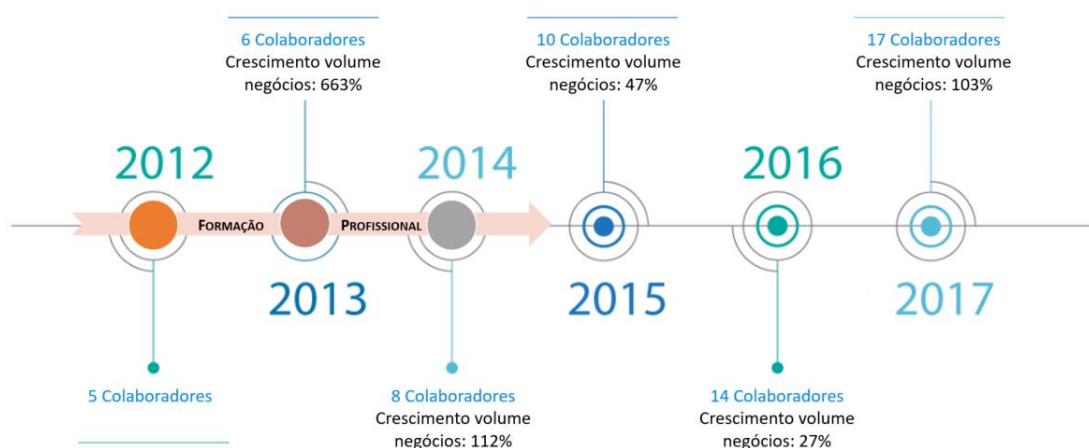 6 Colaboradores
Crescimento volume
negócios: 663%
10 Colaboradores
Crescimento volume
negócios: 47%
17 Colaboradores
Crescimento volume
negócios: 103%
2012
2014
2016
FORMAÇÃO
PROFISSIONAL
2013
2015
2017
5 Colaboradores
8 Colaboradores
Crescimento volume
negócios: 112%
14 Colaboradores
Crescimento volume
negócios: 27%